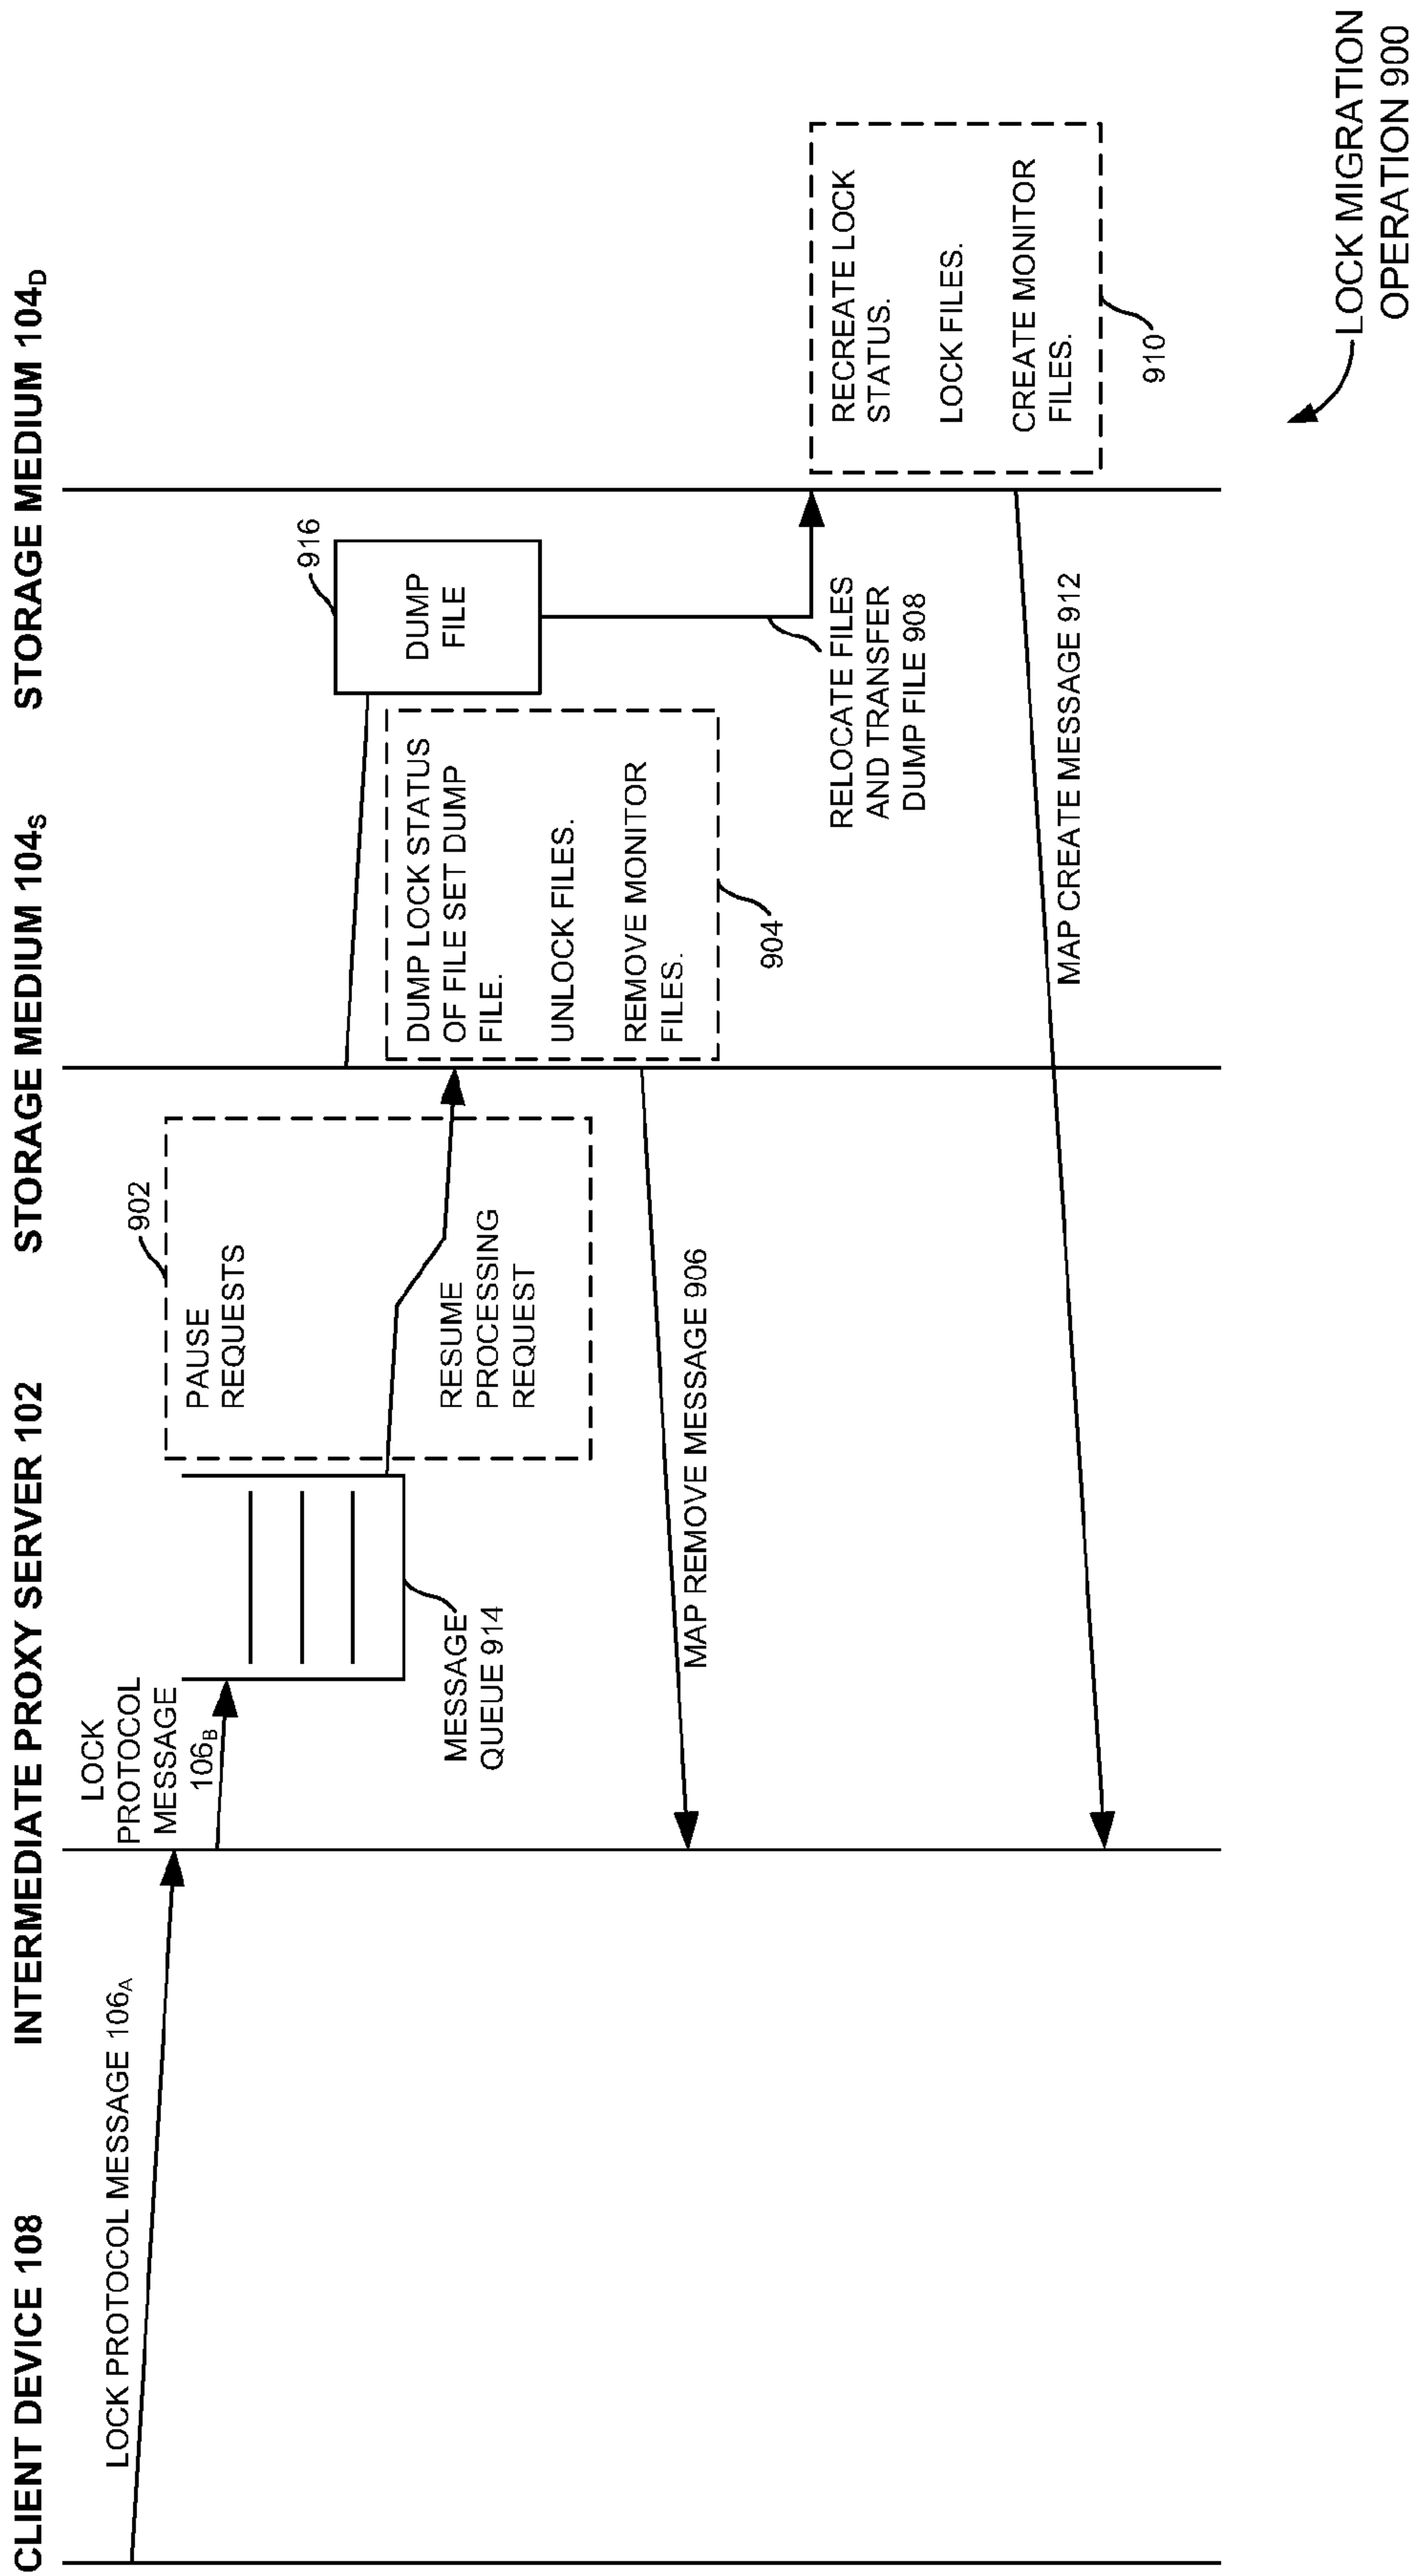 CLIENT DEVICE 108
INTERMEDIATE PROXY SERVER 102
STORAGE MEDIUM 104S
STORAGE MEDIUM 104D
LOCK PROTOCOL MESSAGE 106A
LOCK
PROTOCOL
MESSAGE
106B
MESSAGE
QUEUE 914
902
PAUSE
REQUESTS
RESUME
PROCESSING
REQUEST
916
DUMP
FILE
DUMP LOCK STATUS
OF FILE SET DUMP
FILE.
UNLOCK FILES.
REMOVE MONITOR
FILES.
904
MAP REMOVE MESSAGE 906
RELOCATE FILES
AND TRANSFER
DUMP FILE 908
RECREATE LOCK
STATUS.
LOCK FILES.
CREATE MONITOR
FILES.
910
MAP CREATE MESSAGE 912
LOCK MIGRATION
OPERATION 900